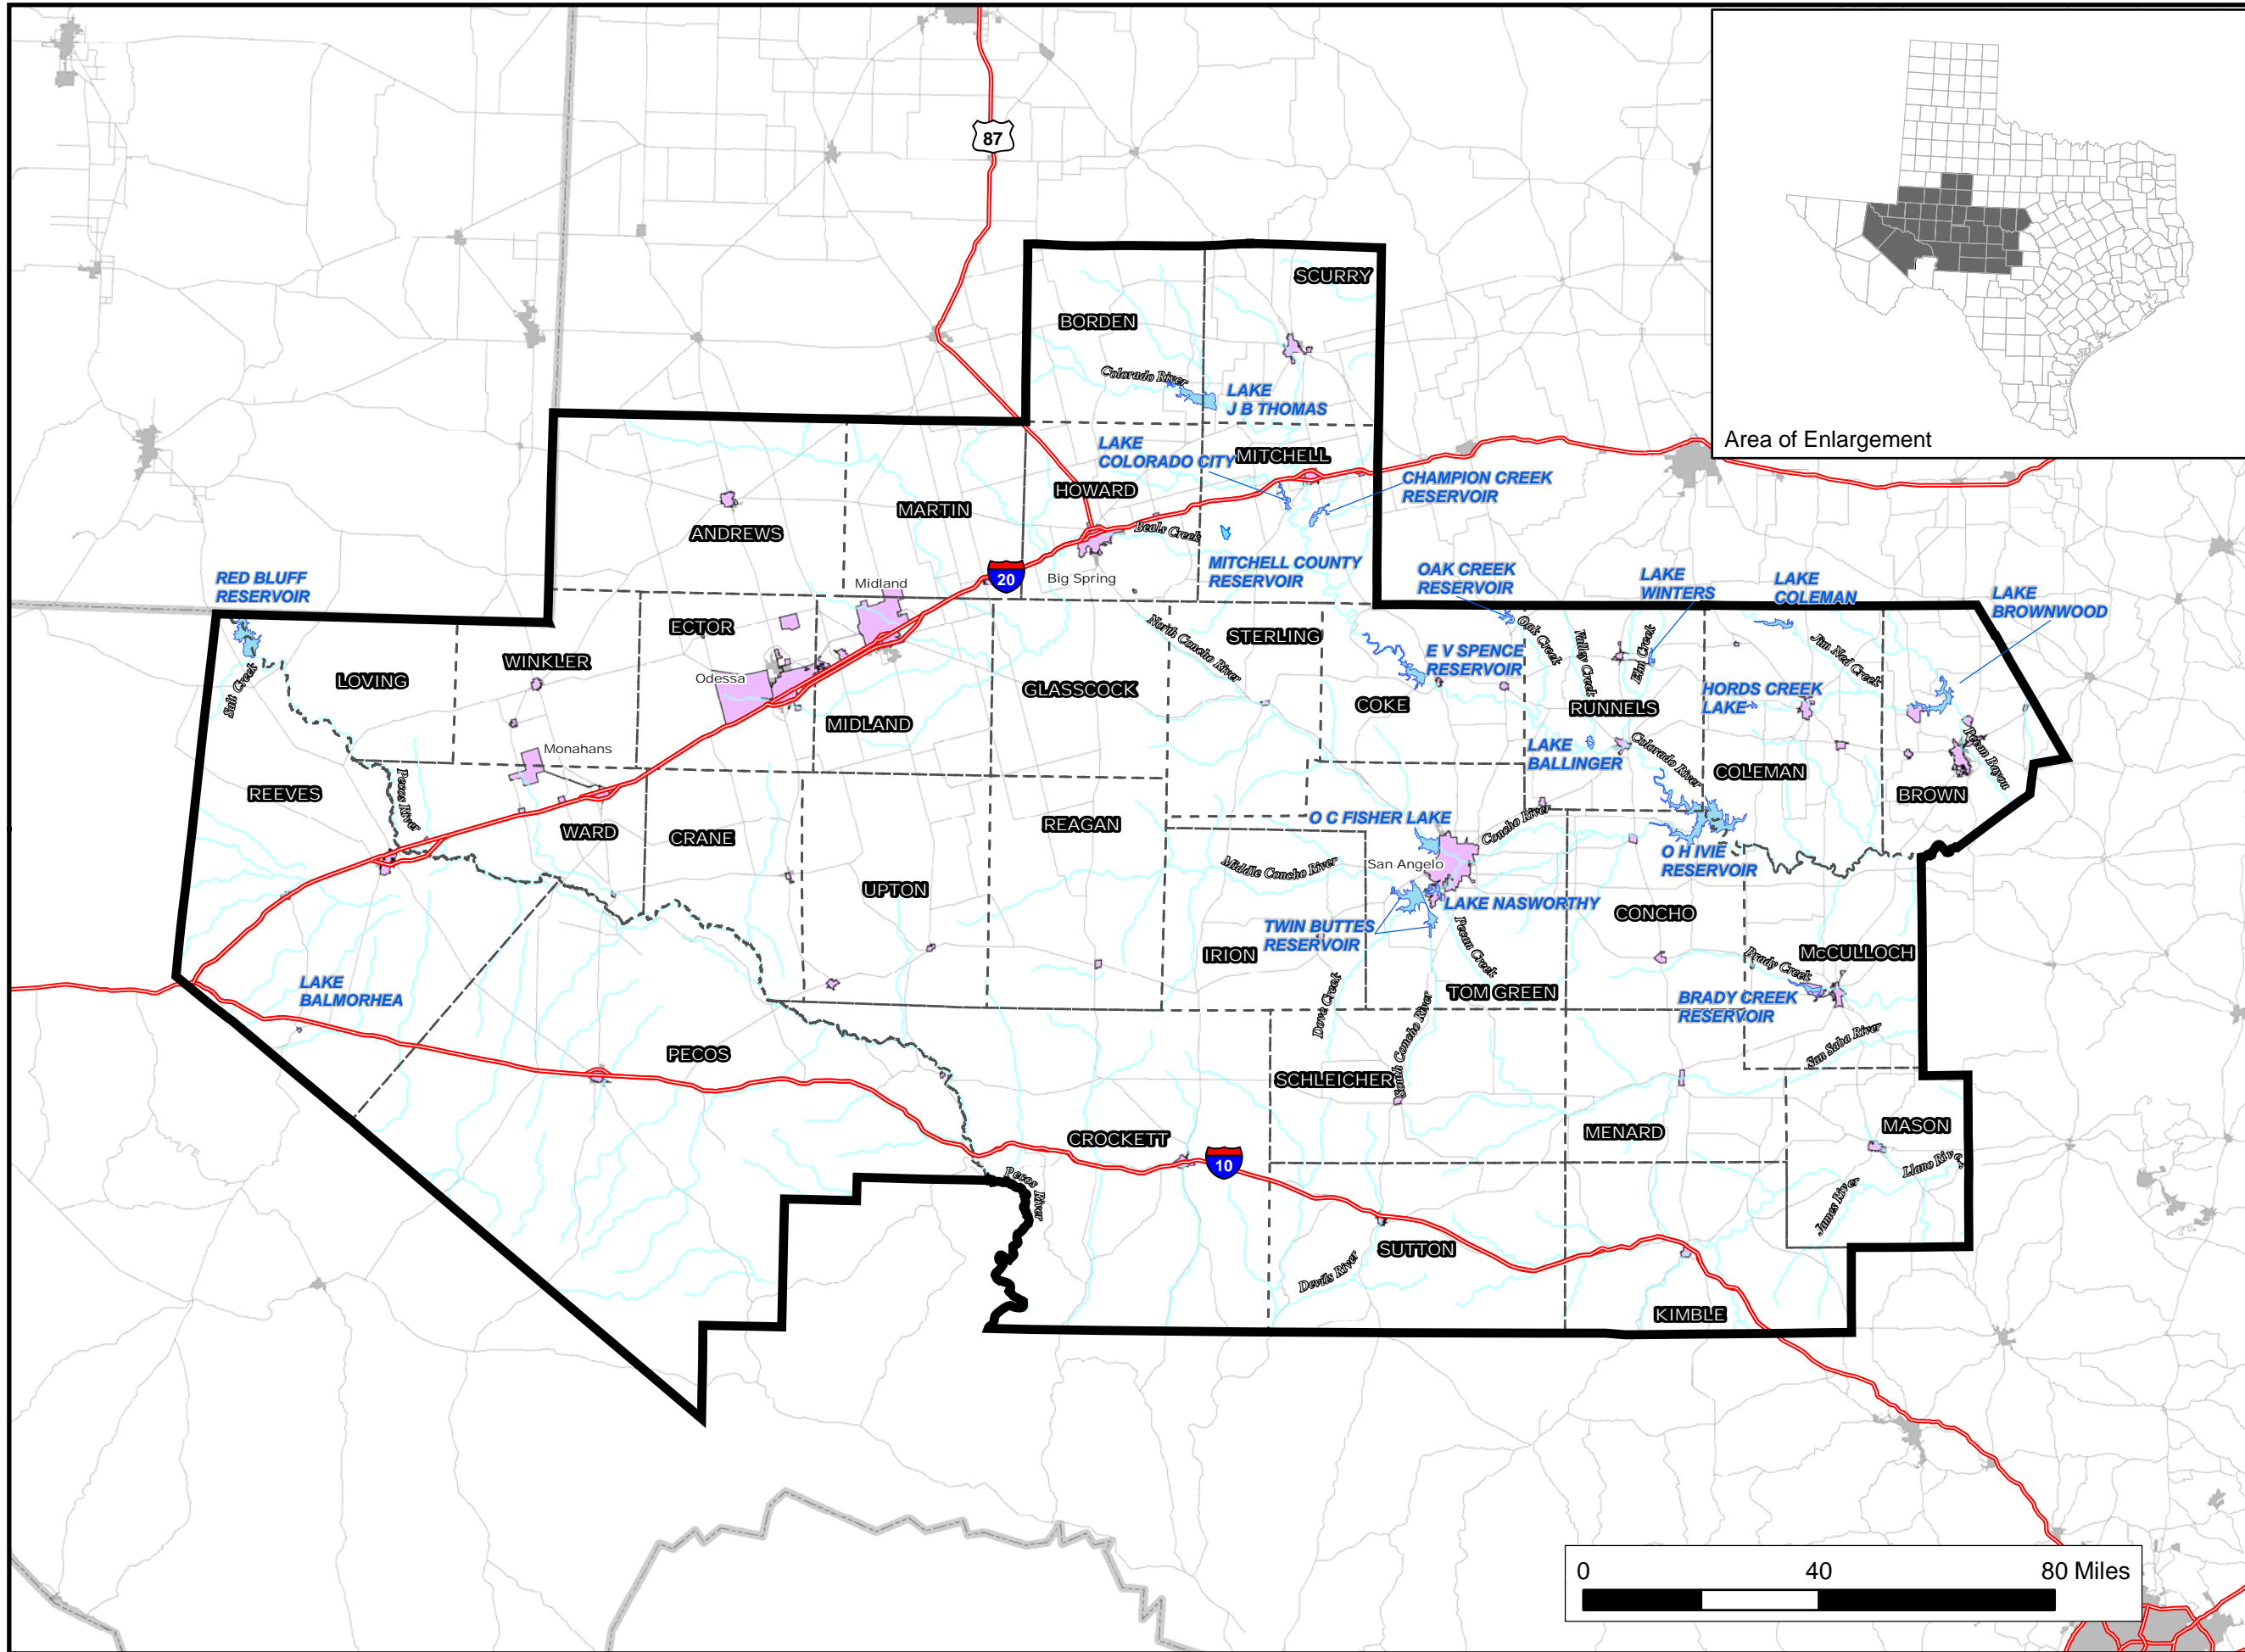 87
SCURRY
BORDEN
Colorado River
LAKE
J B THOMAS
Area of Enlargement
LAKE
COLORADO CITY
MITCHELL
CHAMPION CREEK
RESERVOIR
HOWARD
MARTIN
ANDREWS
Beals Creek
MITCHELL COUNTY
RESERVOIR
OAK CREEK
RESERVOIR
LAKE
WINTERS
LAKE
COLEMAN
LAKE
BROWNWOOD
RED BLUFF
RESERVOIR
20
Big Spring
Midland
ECTOR
STERLING
North Concho River
Oak Creek
Valley Creek
Elm Creek
Jim Ned Creek
E V SPENCE
RESERVOIR
WINKLER
LOVING
Salt Creek
Odessa
GLASSCOCK
COKE
HORDS CREEK
LAKE
RUNNELS
MIDLAND
Monahans
LAKE
BALLINGER
Colorado River
COLEMAN
Pecan Bayou
BROWN
REEVES
Pecos River
WARD
CRANE
REAGAN
O C FISHER LAKE
Concho River
O H IVIE
RESERVOIR
Middle Concho River
San Angelo
UPTON
LAKE NASWORTHY
CONCHO
TWIN BUTTES
RESERVOIR
IRION
Pecan Creek
McCULLOCH
Brady Creek
LAKE
BALMORHEA
TOM GREEN
BRADY CREEK
RESERVOIR
Dove Creek
South Concho River
San Saba River
PECOS
SCHLEICHER
MENARD
MASON
CROCKETT
10
Pecos River
Llano River
James River
SUTTON
Devils River
KIMBLE
0 40 80 Miles